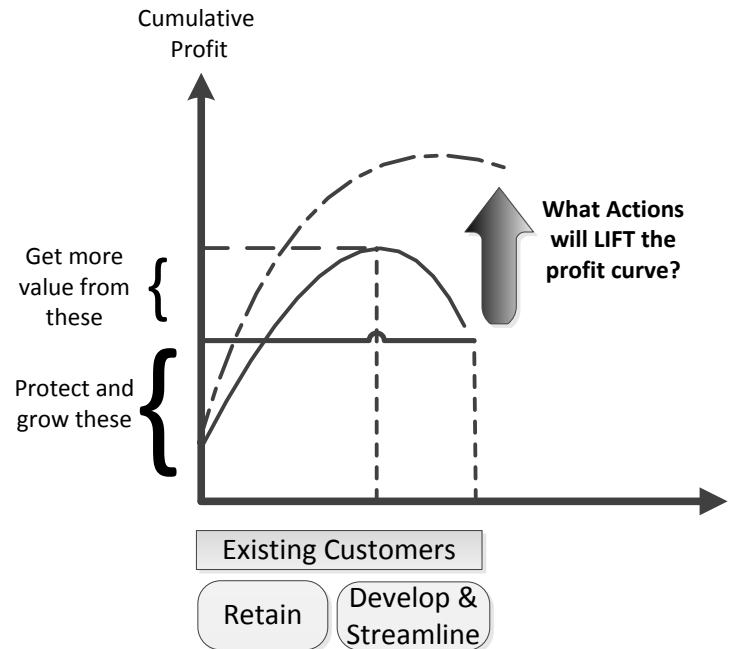 Cumulative
Profit
What Actions
will LIFT the
profit curve?
Get more
value from
these
Protect and
grow these
Existing Customers
Retain
Develop &
Streamline